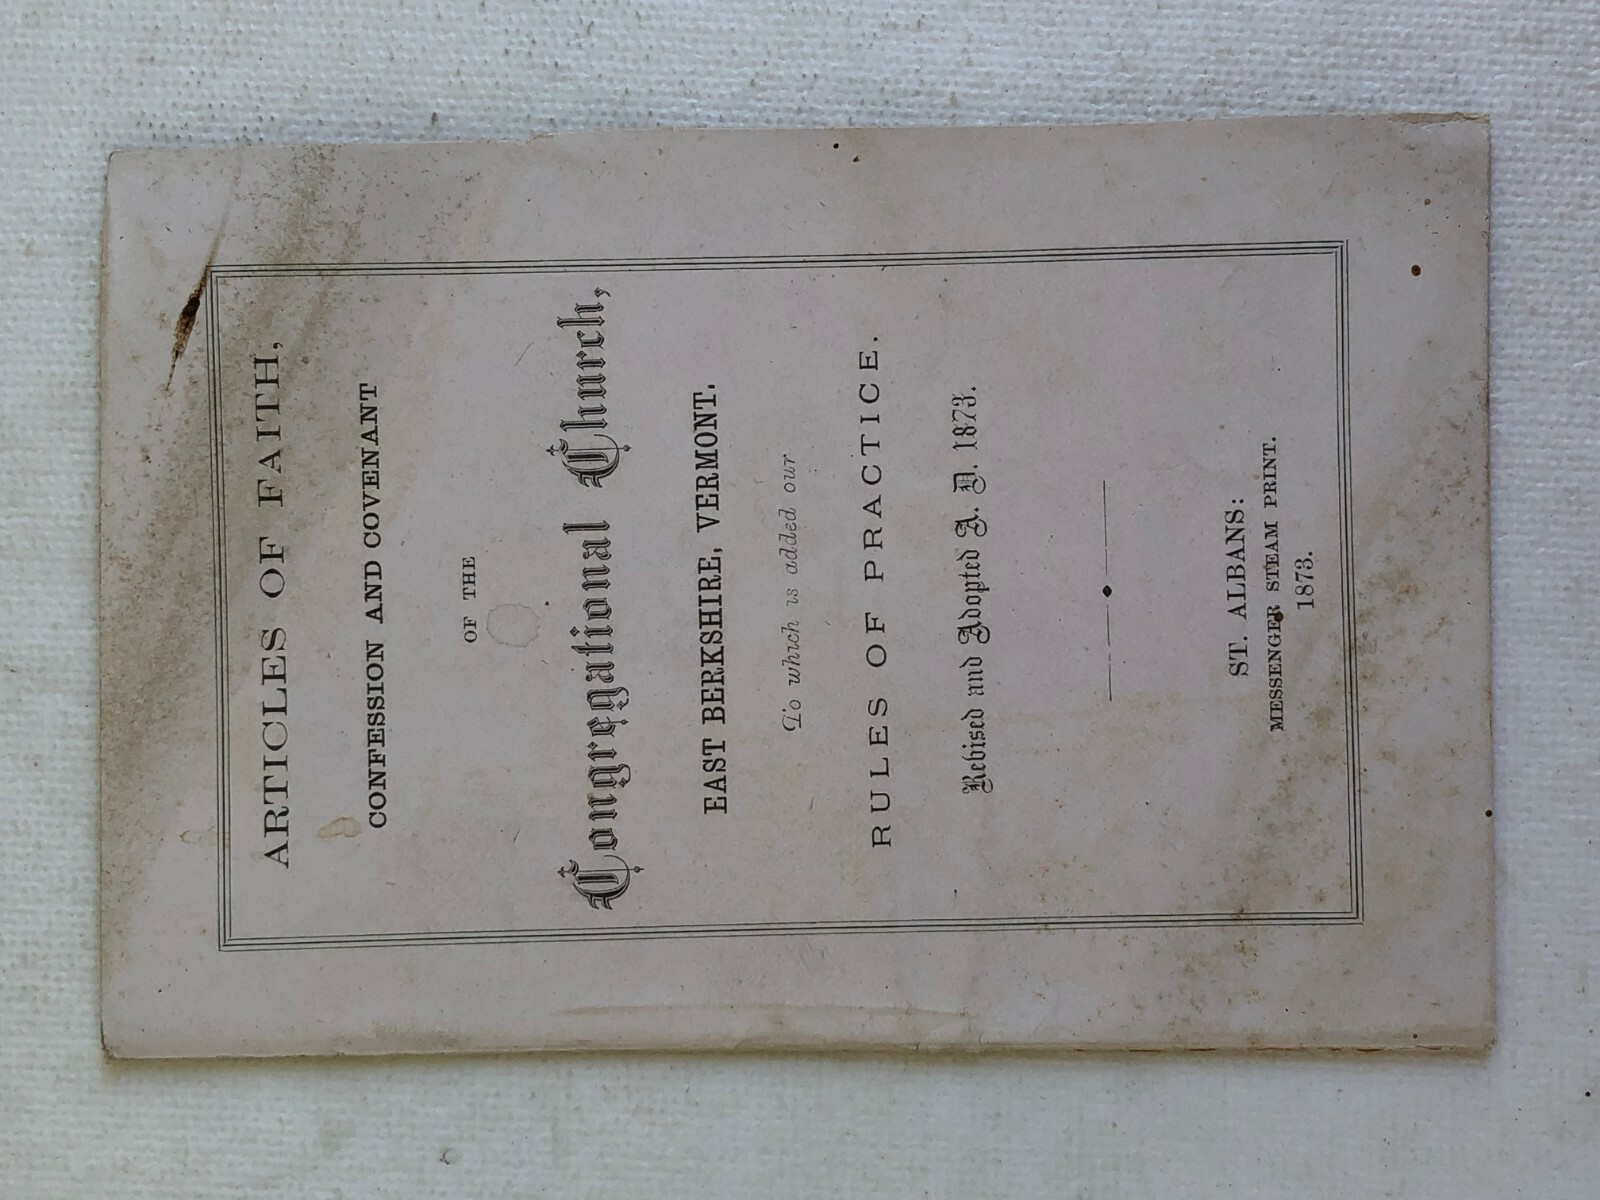 ARTICLES OF FAITH,
CONFESSION AND COVENANT
OF THE
Congregational Church,
EAST BERKSHIRE, VERMONT.
To which is added our
RULES OF PRACTICE.
Revised and Adopted A. D. 1873.
ST. ALBANS:
MESSENGER STEAM PRINT.
1873.